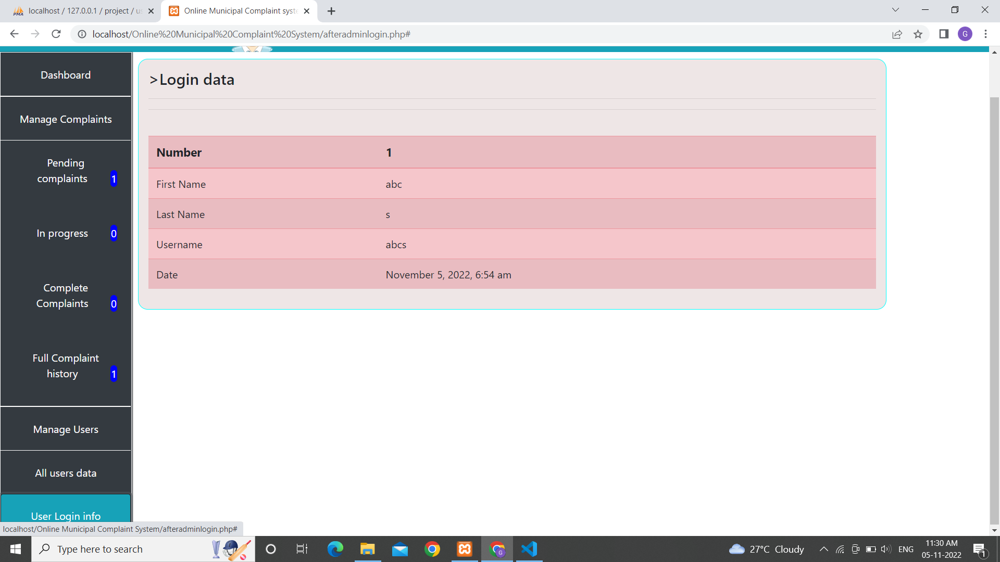 localhost / 127.0.0.1 / project / us
Online Municipal Complaint syste
localhost/Online%20Municipal%20Complaint%20System/afteradminlogin.php#
G
Dashboard
Manage Complaints
Pending
complaints 1
In progress 0
Complete
Complaints 0
Full Complaint
history 1
Manage Users
All users data
User Login info
>Login data
Number 1
First Name abc
Last Name s
Username abcs
Date November 5, 2022, 6:54 am
localhost/Online Municipal Complaint System/afteradminlogin.php#
Type here to search
G
27°C Cloudy
ENG
11:30 AM
05-11-2022
1
PMA